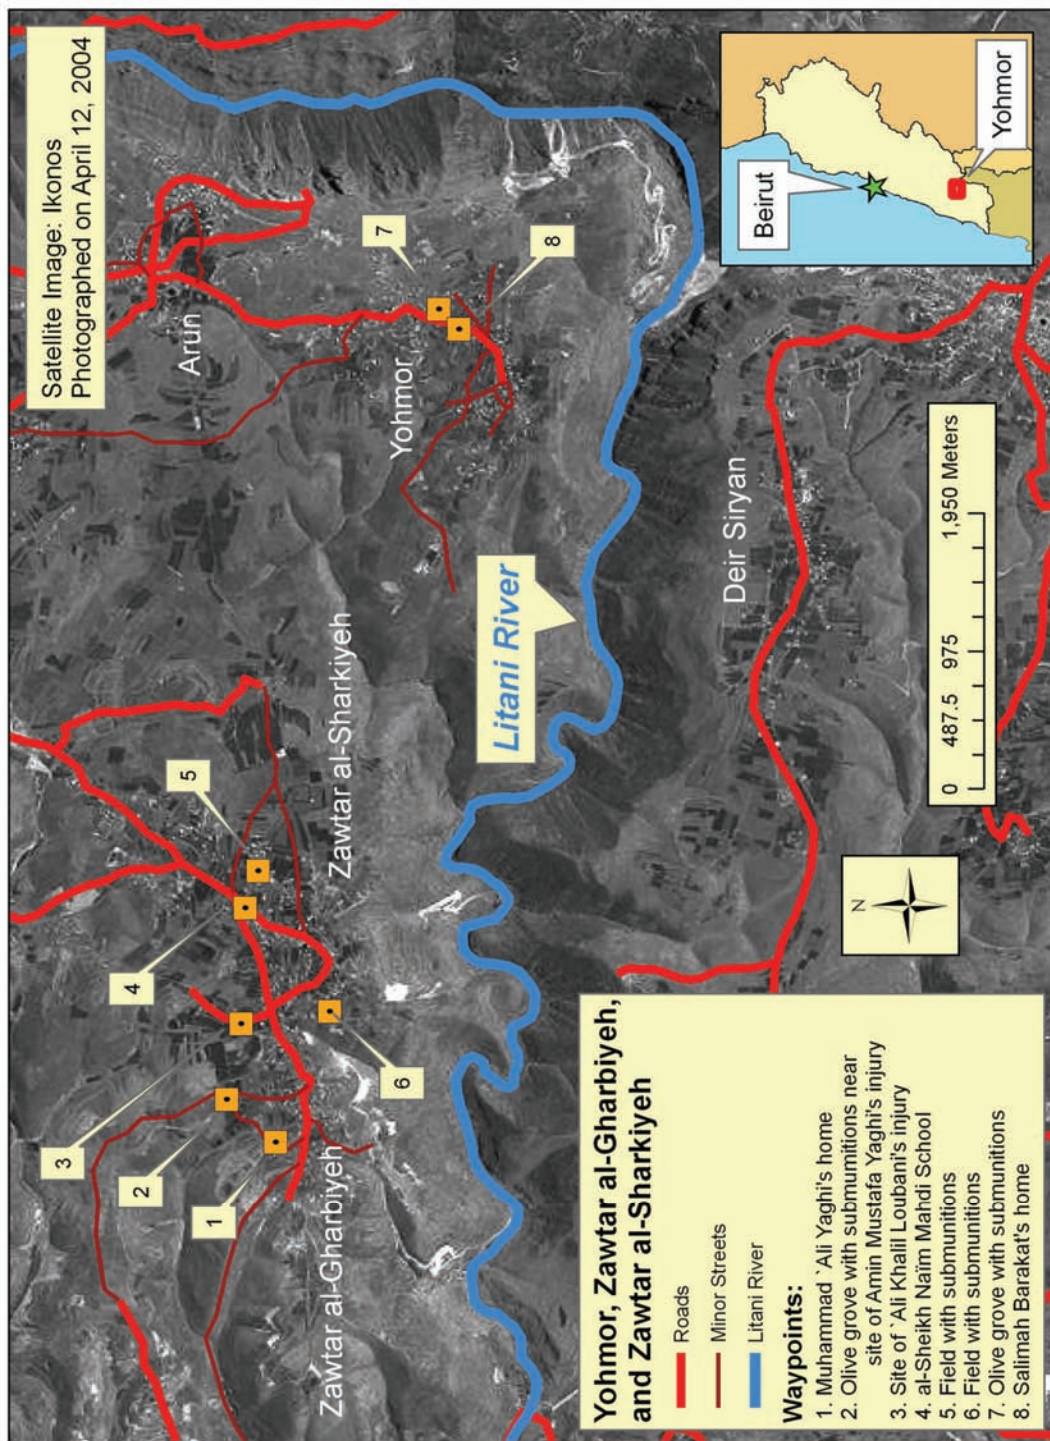 Satellite Image: Ikonos
Photographed on April 12, 2004
Arun
Yohmor
7
8
Zawtar al-Sharkiyeh
5
4
3
2
1
6
Zawtar al-Gharbiyeh
Litani River
Deir Siryan
Beirut
Yohmor
0 487.5 975 1,950 Meters
N
Yohmor, Zawtar al-Gharbiyeh,
and Zawtar al-Sharkiyeh
Roads
Minor Streets
Litani River
Waypoints:
1. Muhammad `Ali Yaghi's home
2. Olive grove with subumitions near
site of Amin Mustafa Yaghi's injury
3. Site of `Ali Khalil Loubani's injury
4. al-Sheikh Naim Mahdi School
5. Field with submunitions
6. Field with submunitions
7. Olive grove with submunitions
8. Salimah Barakat's home